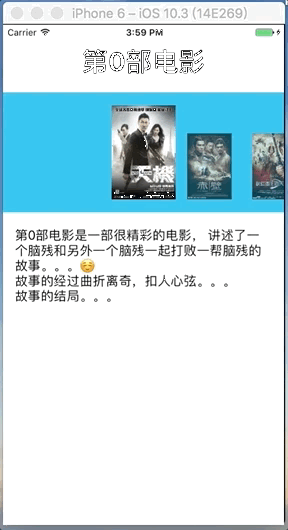 iPhone 6 – iOS 10.3 (14E269)
Carrier 3:59 PM
第0部电影
天機
第0部电影是一部很精彩的电影， 讲述了一
个脑残和另外一个脑残一起打败一帮脑残的
故事。。。☺️
故事的经过曲折离奇，扣人心弦。。。
故事的结局。。。